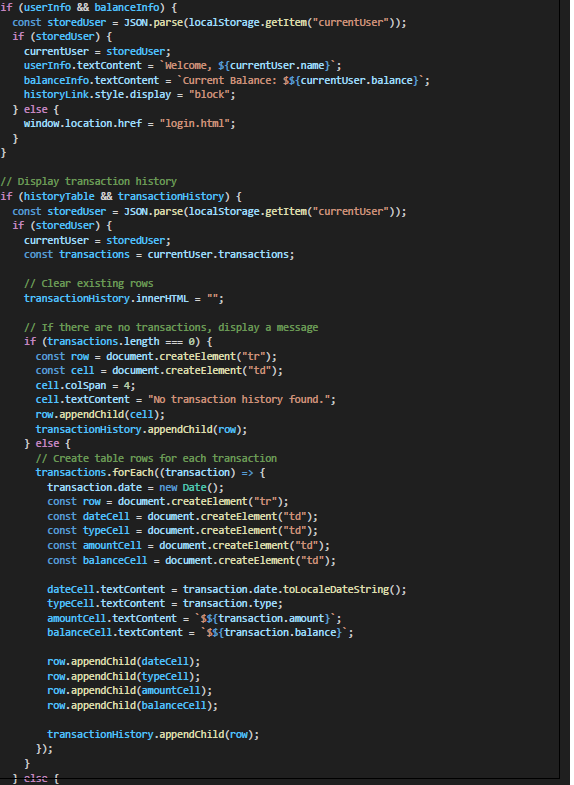 if (userInfo && balanceInfo) {
  const storedUser = JSON.parse(localStorage.getItem("currentUser"));
  if (storedUser) {
    currentUser = storedUser;
    userInfo.textContent = `Welcome, ${currentUser.name}`;
    balanceInfo.textContent = `Current Balance: $${currentUser.balance}`;
    historyLink.style.display = "block";
  } else {
    window.location.href = "login.html";
  }
}

// Display transaction history
if (historyTable && transactionHistory) {
  const storedUser = JSON.parse(localStorage.getItem("currentUser"));
  if (storedUser) {
    currentUser = storedUser;
    const transactions = currentUser.transactions;

    // Clear existing rows
    transactionHistory.innerHTML = "";

    // If there are no transactions, display a message
    if (transactions.length === 0) {
      const row = document.createElement("tr");
      const cell = document.createElement("td");
      cell.colSpan = 4;
      cell.textContent = "No transaction history found.";
      row.appendChild(cell);
      transactionHistory.appendChild(row);
    } else {
      // Create table rows for each transaction
      transactions.forEach((transaction) => {
        transaction.date = new Date();
        const row = document.createElement("tr");
        const dateCell = document.createElement("td");
        const typeCell = document.createElement("td");
        const amountCell = document.createElement("td");
        const balanceCell = document.createElement("td");

        dateCell.textContent = transaction.date.toLocaleDateString();
        typeCell.textContent = transaction.type;
        amountCell.textContent = `$${transaction.amount}`;
        balanceCell.textContent = `$${transaction.balance}`;

        row.appendChild(dateCell);
        row.appendChild(typeCell);
        row.appendChild(amountCell);
        row.appendChild(balanceCell);

        transactionHistory.appendChild(row);
      });
    }
  } else {